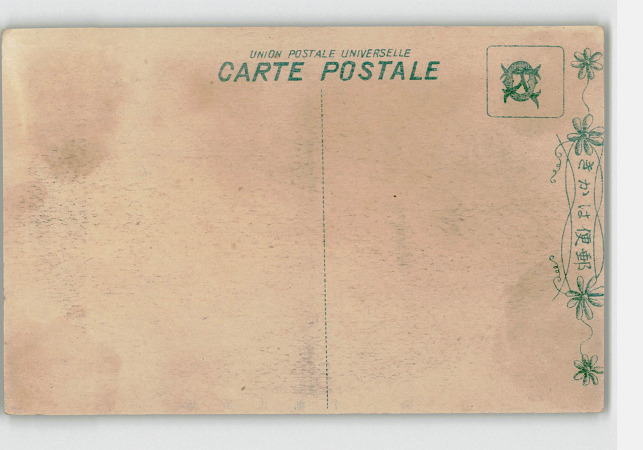 UNION POSTALE UNIVERSELLE
CARTE POSTALE
きかは便郵